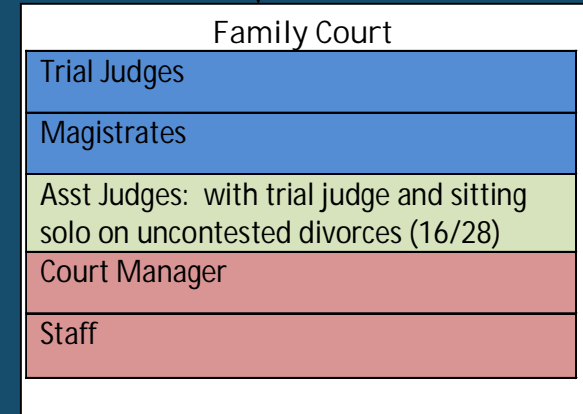 Family Court
Trial Judges
Magistrates
Asst Judges: with trial judge and sitting
solo on uncontested divorces (16/28)
Court Manager
Staff